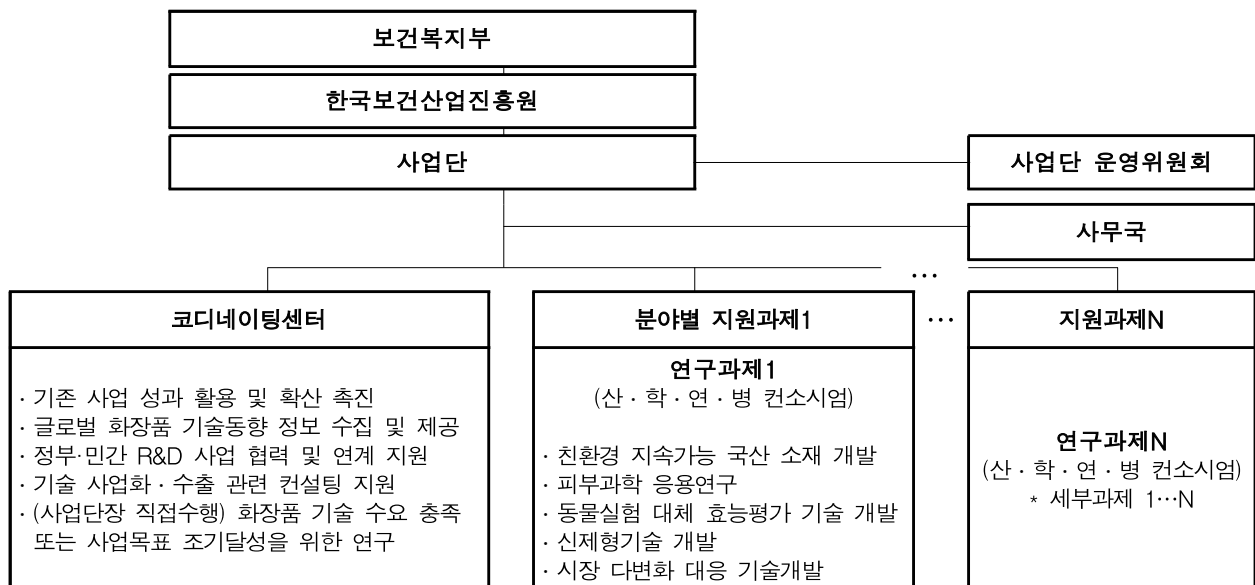 보건복지부
한국보건산업진흥원
사업단
사업단 운영위원회
사무국
…
코디네이팅센터
· 기존 사업 성과 활용 및 확산 촉진
· 글로벌 화장품 기술동향 정보 수집 및 제공
· 정부·민간 R&D 사업 협력 및 연계 지원
· 기술 사업화 · 수출 관련 컨설팅 지원
· (사업단장 직접수행) 화장품 기술 수요 충족
또는 사업목표 조기달성을 위한 연구
분야별 지원과제1
연구과제1
(산 · 학 · 연 · 병 컨소시엄)
· 친환경 지속가능 국산 소재 개발
· 피부과학 응용연구
· 동물실험 대체 효능평가 기술 개발
· 신제형기술 개발
· 시장 다변화 대응 기술개발
…
지원과제N
연구과제N
(산 · 학 · 연 · 병 컨소시엄)
* 세부과제 1…N